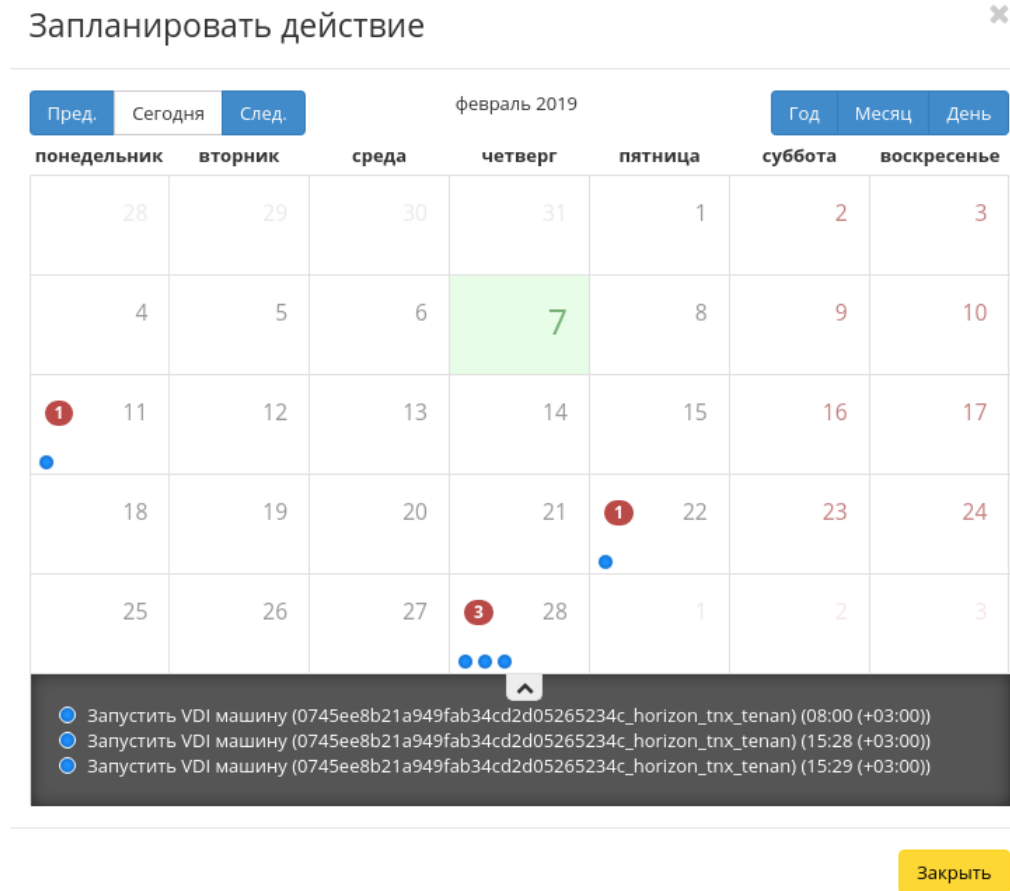 Запланировать действие ×
Пред. Сегодня След. февраль 2019 Год Месяц День
понедельник вторник среда четверг пятница суббота воскресенье
28 29 30 31 1 2 3
4 5 6 7 8 9 10
1 11 12 13 14 15 16 17
18 19 20 21 1 22 23 24
25 26 27 3 28 1 2 3
Запустить VDI машину (0745ee8b21a949fab34cd2d05265234c_horizon_tnx_tenan) (08:00 (+03:00))
Запустить VDI машину (0745ee8b21a949fab34cd2d05265234c_horizon_tnx_tenan) (15:28 (+03:00))
Запустить VDI машину (0745ee8b21a949fab34cd2d05265234c_horizon_tnx_tenan) (15:29 (+03:00))
Закрыть